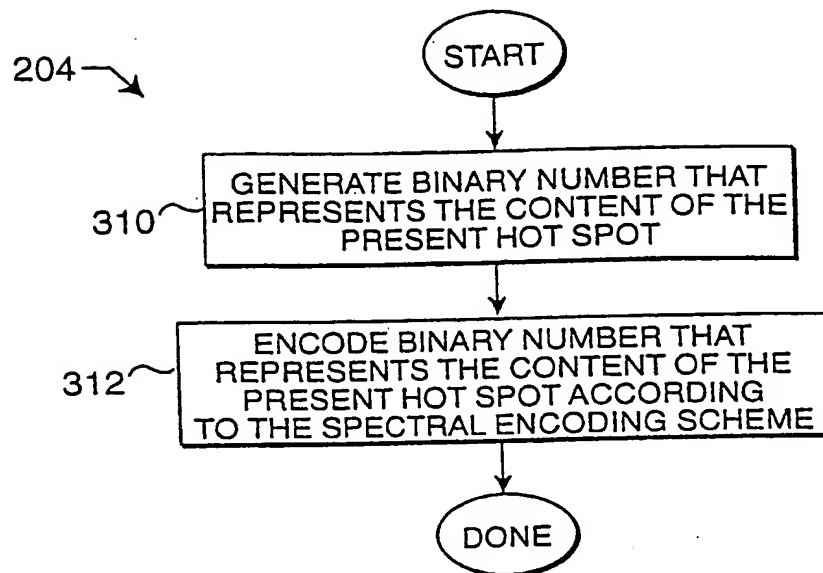 START
204
GENERATE BINARY NUMBER THAT
REPRESENTS THE CONTENT OF THE
PRESENT HOT SPOT
310
ENCODE BINARY NUMBER THAT
REPRESENTS THE CONTENT OF THE
PRESENT HOT SPOT ACCORDING
TO THE SPECTRAL ENCODING SCHEME
312
DONE